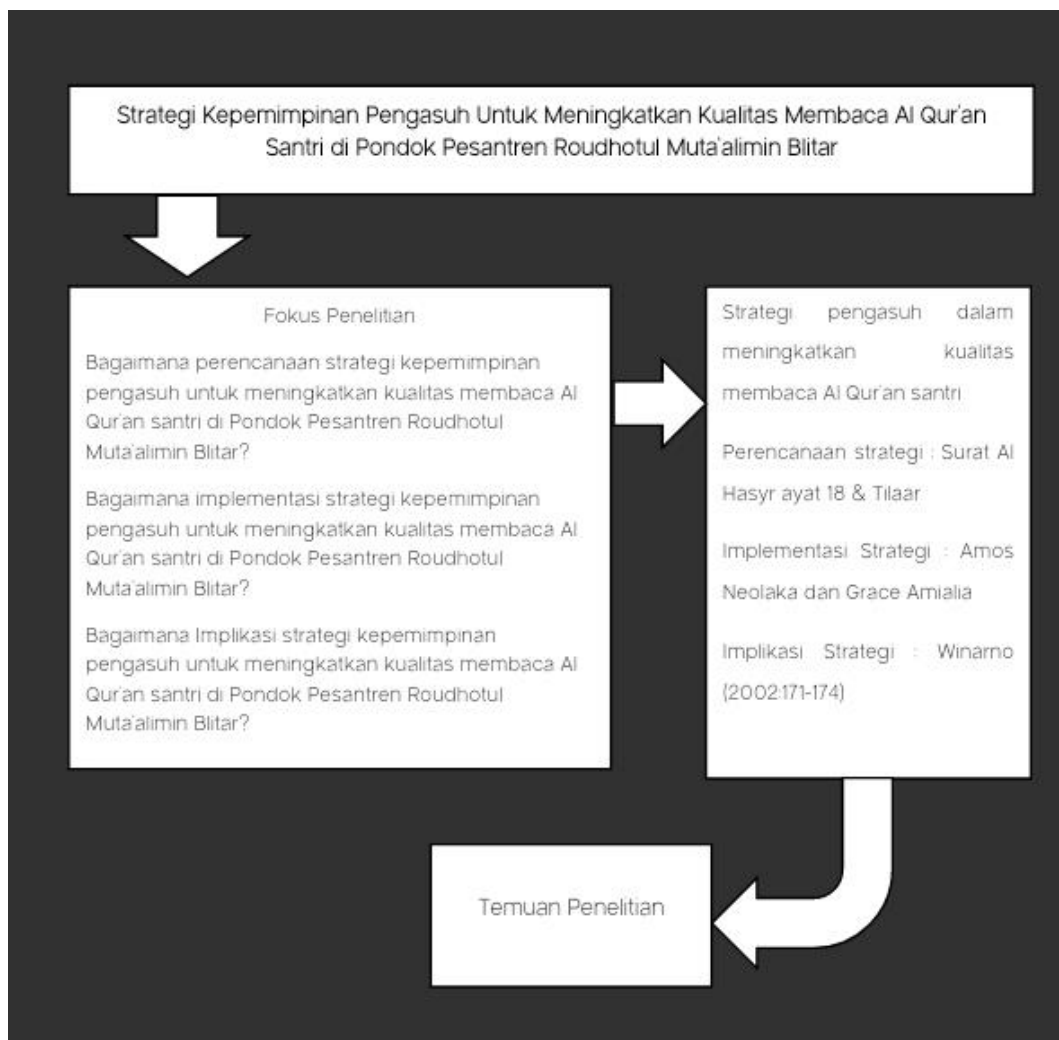 Strategi Kepemimpinan Pengasuh Untuk Meningkatkan Kualitas Membaca Al Qur'an
Santri di Pondok Pesantren Roudhotul Muta'alimin Blitar
Fokus Penelitian
Bagaimana perencanaan strategi kepemimpinan
pengasuh untuk meningkatkan kualitas membaca Al
Qur'an santri di Pondok Pesantren Roudhotul
Muta'alimin Blitar?
Bagaimana implementasi strategi kepemimpinan
pengasuh untuk meningkatkan kualitas membaca Al
Qur'an santri di Pondok Pesantren Roudhotul
Muta'alimin Blitar?
Bagaimana Implikasi strategi kepemimpinan
pengasuh untuk meningkatkan kualitas membaca Al
Qur'an santri di Pondok Pesantren Roudhotul
Muta'alimin Blitar?
Strategi pengasuh dalam
meningkatkan kualitas
membaca Al Qur'an santri
Perencanaan strategi : Surat Al
Hasyr ayat 18 & Tilaar
Implementasi Strategi : Amos
Neolaka dan Grace Amialia
Implikasi Strategi : Winarno
(2002:171-174)
Temuan Penelitian